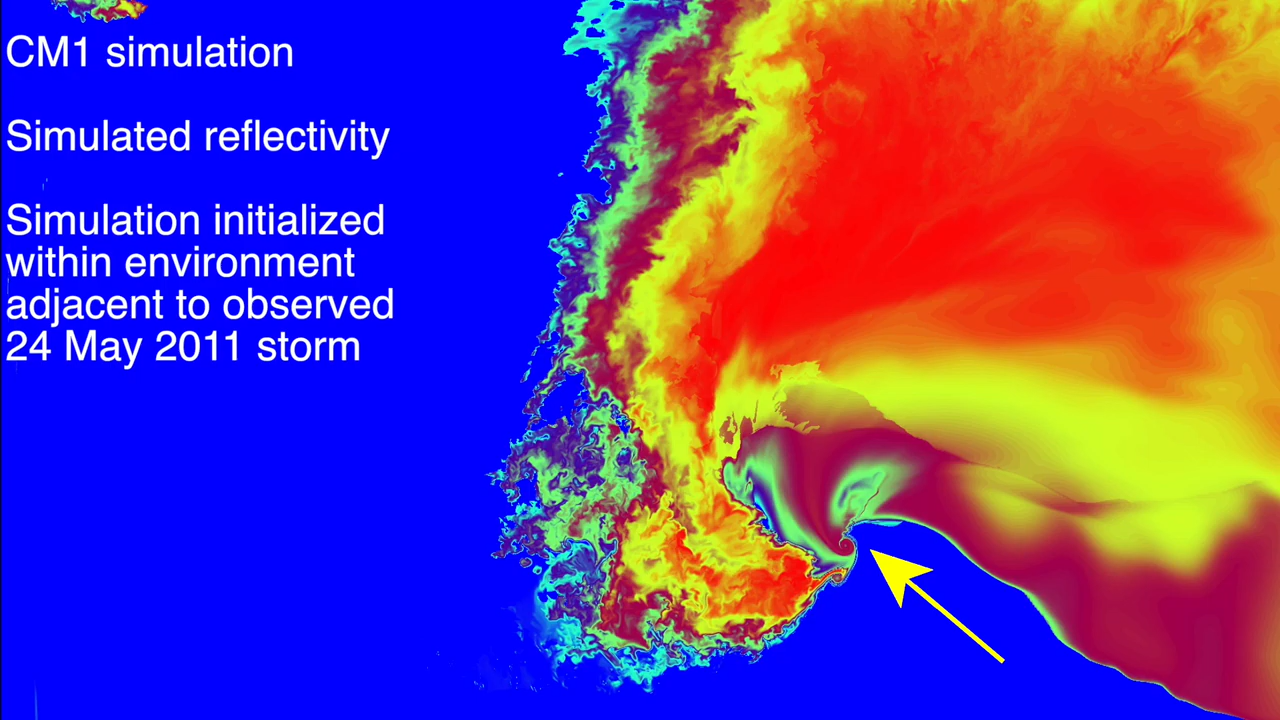 CM1 simulation
Simulated reflectivity
Simulation initialized
within environment
adjacent to observed
24 May 2011 storm